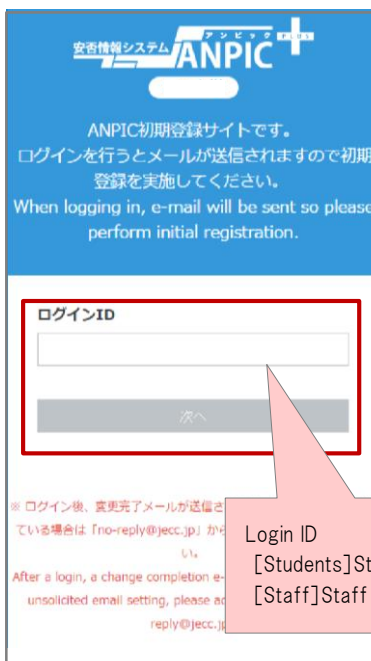 アンピック PLUS
安否情報システム ANPIC
ANPIC初期登録サイトです。
ログインを行うとメールが送信されますので初期
登録を実施してください。
When logging in, e-mail will be sent so please
perform initial registration.
ログインID
次へ
※ ログイン後、変更完了メールが送信さ
ている場合は「no-reply@jecc.jp」から
い。
After a login, a change completion e-
unsolicited email setting, please
reply@jecc.jp
Login ID
[Students]St
[Staff]Staff